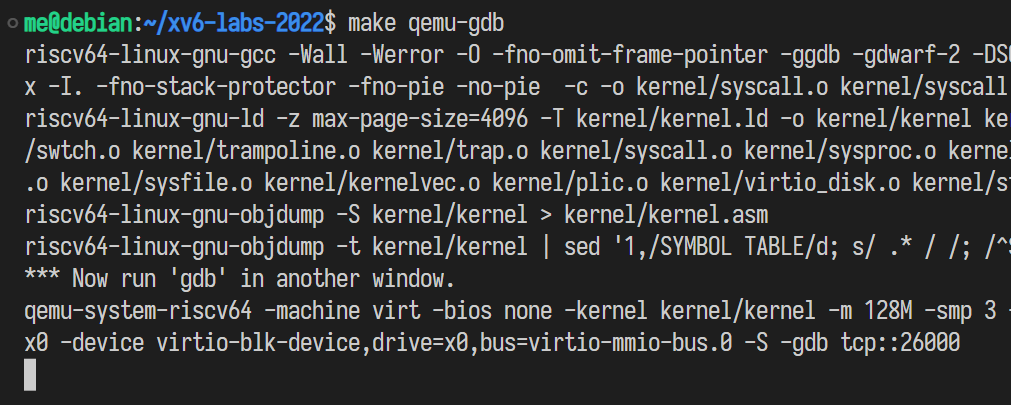 me@debian:~/xv6-labs-2022$ make qemu-gdb
riscv64-linux-gnu-gcc -Wall -Werror -O -fno-omit-frame-pointer -ggdb -gdwarf-2 -DSO
x -I. -fno-stack-protector -fno-pie -no-pie  -c -o kernel/syscall.o kernel/syscall
riscv64-linux-gnu-ld -z max-page-size=4096 -T kernel/kernel.ld -o kernel/kernel ke
/swtch.o kernel/trampoline.o kernel/trap.o kernel/syscall.o kernel/sysproc.o kerne
.o kernel/sysfile.o kernel/kernelvec.o kernel/plic.o kernel/virtio_disk.o kernel/s
riscv64-linux-gnu-objdump -S kernel/kernel > kernel/kernel.asm
riscv64-linux-gnu-objdump -t kernel/kernel | sed '1,/SYMBOL TABLE/d; s/ .* / /; /^$
*** Now run 'gdb' in another window.
qemu-system-riscv64 -machine virt -bios none -kernel kernel/kernel -m 128M -smp 3 -
x0 -device virtio-blk-device,drive=x0,bus=virtio-mmio-bus.0 -S -gdb tcp::26000